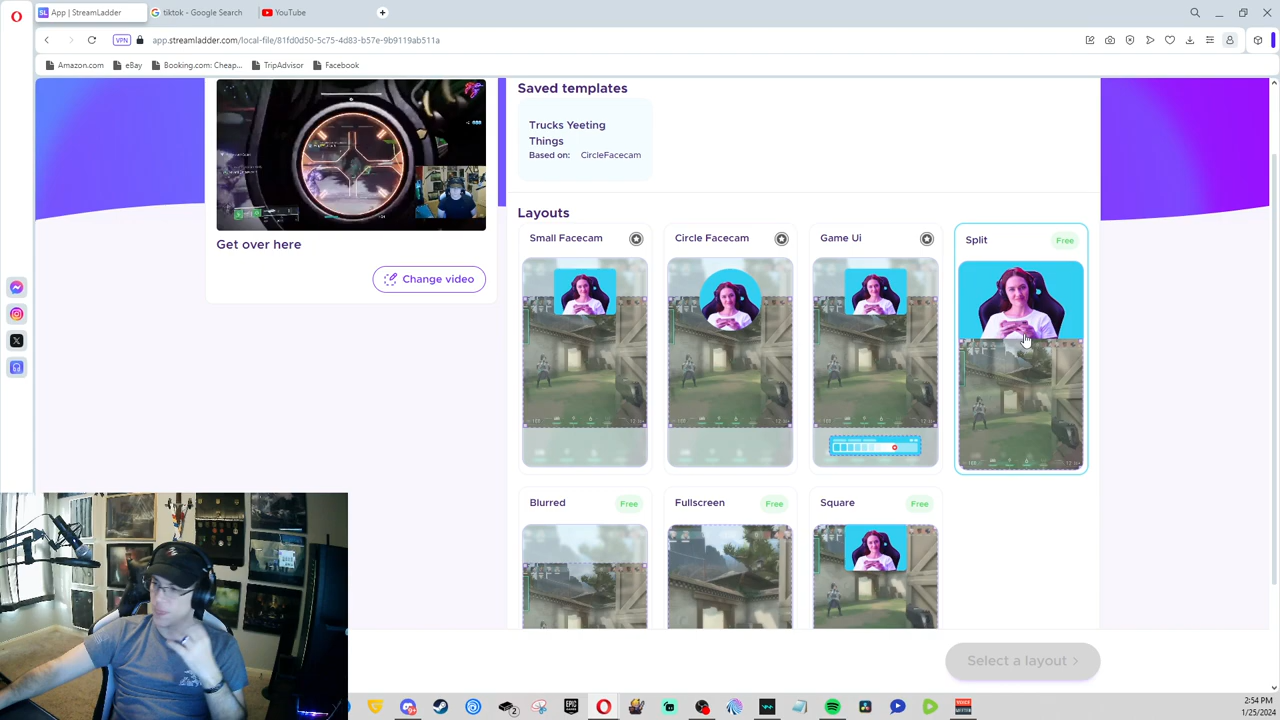 App | StreamLadder
tiktok - Google Search
YouTube
VPN
app.streamladder.com/local-file/81fd0d50-5c75-4d83-b57e-9b9119ab511a
Amazon.com
eBay
Booking.com: Cheap...
TripAdvisor
Facebook
Saved templates
Trucks Yeeting
Things
Based on: CircleFacecam
Get over here
Change video
Layouts
Small Facecam
Circle Facecam
Game Ui
Split
Free
Blurred
Free
Fullscreen
Free
Square
Free
Select a layout >
2:54 PM
1/25/2024